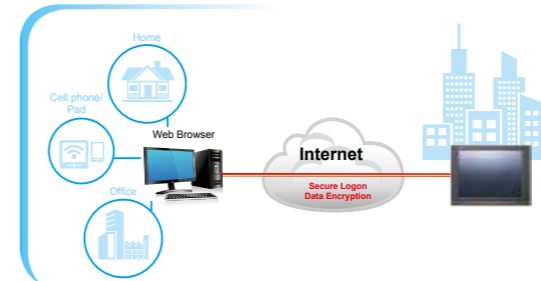 Home
Cell phone/
Pad
Web Browser
Internet
Secure Logon
Data Encryption
Office